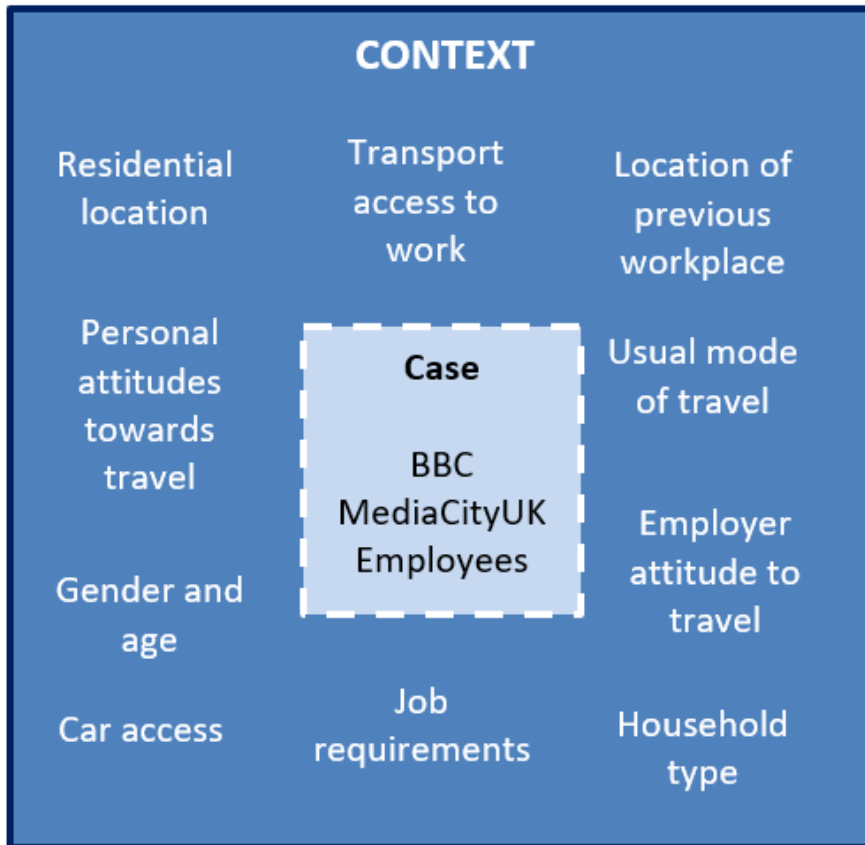 CONTEXT
Residential
location
Transport
access to
work
Location of
previous
workplace
Personal
attitudes
towards
travel
Case
BBC
MediaCityUK
Employees
Usual mode
of travel
Employer
attitude to
travel
Gender and
age
Car access
Job
requirements
Household
type